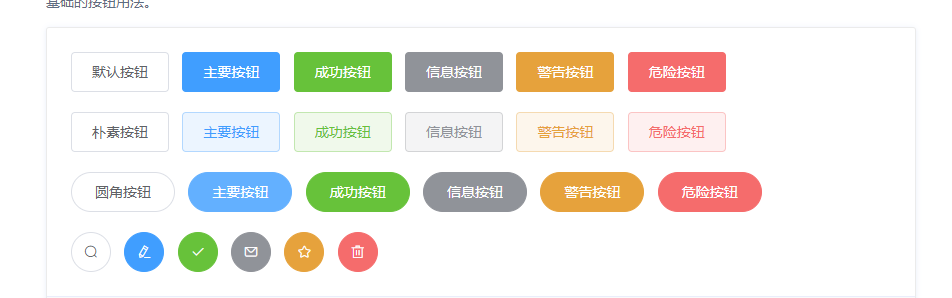 基础的按钮用法。
默认按钮 主要按钮 成功按钮 信息按钮 警告按钮 危险按钮
朴素按钮 主要按钮 成功按钮 信息按钮 警告按钮 危险按钮
圆角按钮 主要按钮 成功按钮 信息按钮 警告按钮 危险按钮